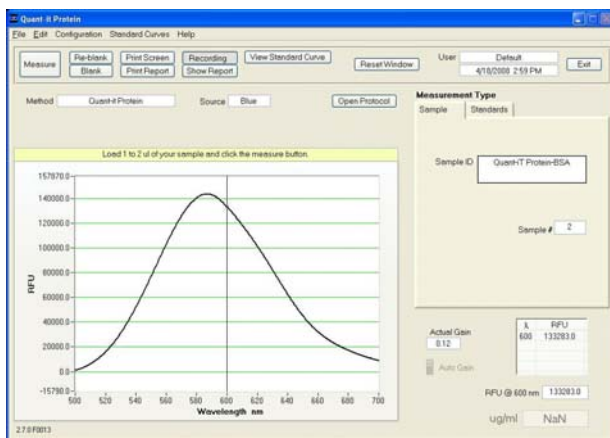 Quant-it Protein
File Edit Configuration Standard Curves Help
Measure Re-blank Print Screen Recording View Standard Curve Reset Window User Default Exit
Blank Print Report Show Report 4/18/2008 2:59 PM
Method Quant-it Protein Source Blue Open Protocol Measurement Type
Sample Standards
Load 1 to 2 ul of your sample and click the measure button.
Sample ID Quant-iT Protein-BSA
Sample # 2
157870.0
140000.0
120000.0
100000.0
80000.0
60000.0
40000.0
20000.0
0.0
-15790.0
RFU
500 520 540 560 580 600 620 640 660 680 700
Wavelength nm
Actual Gain
0.12
Auto Gain
λ RFU
600 133283.0
RFU @ 600 nm 133283.0
ug/ml NaN
2.7.0 F0013